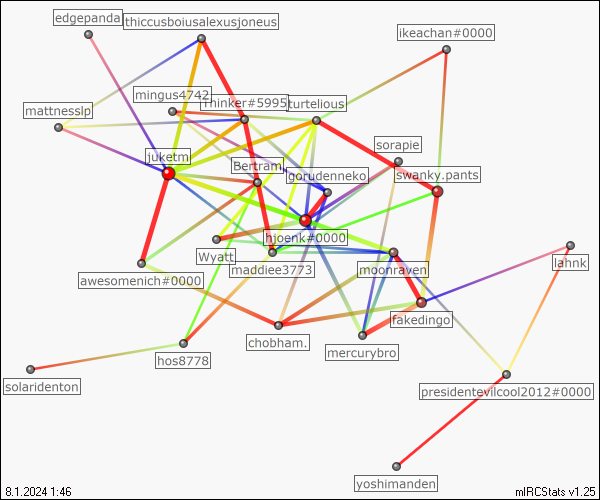 edgepanda
thiccusboiusalexusjoneus
ikeachan#0000
mingus4742
Thinker#5995
turtelious
mattnesslp
sorapie
juketm
Bertram.
gorudenneko
swanky.pants
hjoerk#0000
Wyatt
maddiee3773
moonraven
lahnk
awesomenich#0000
fakedingo
chobham.
mercurybro
hos8778
solaridenton
presidentevilcool2012#0000
yoshimanden
8.1.2024 1:46
mIRCStats v1.25